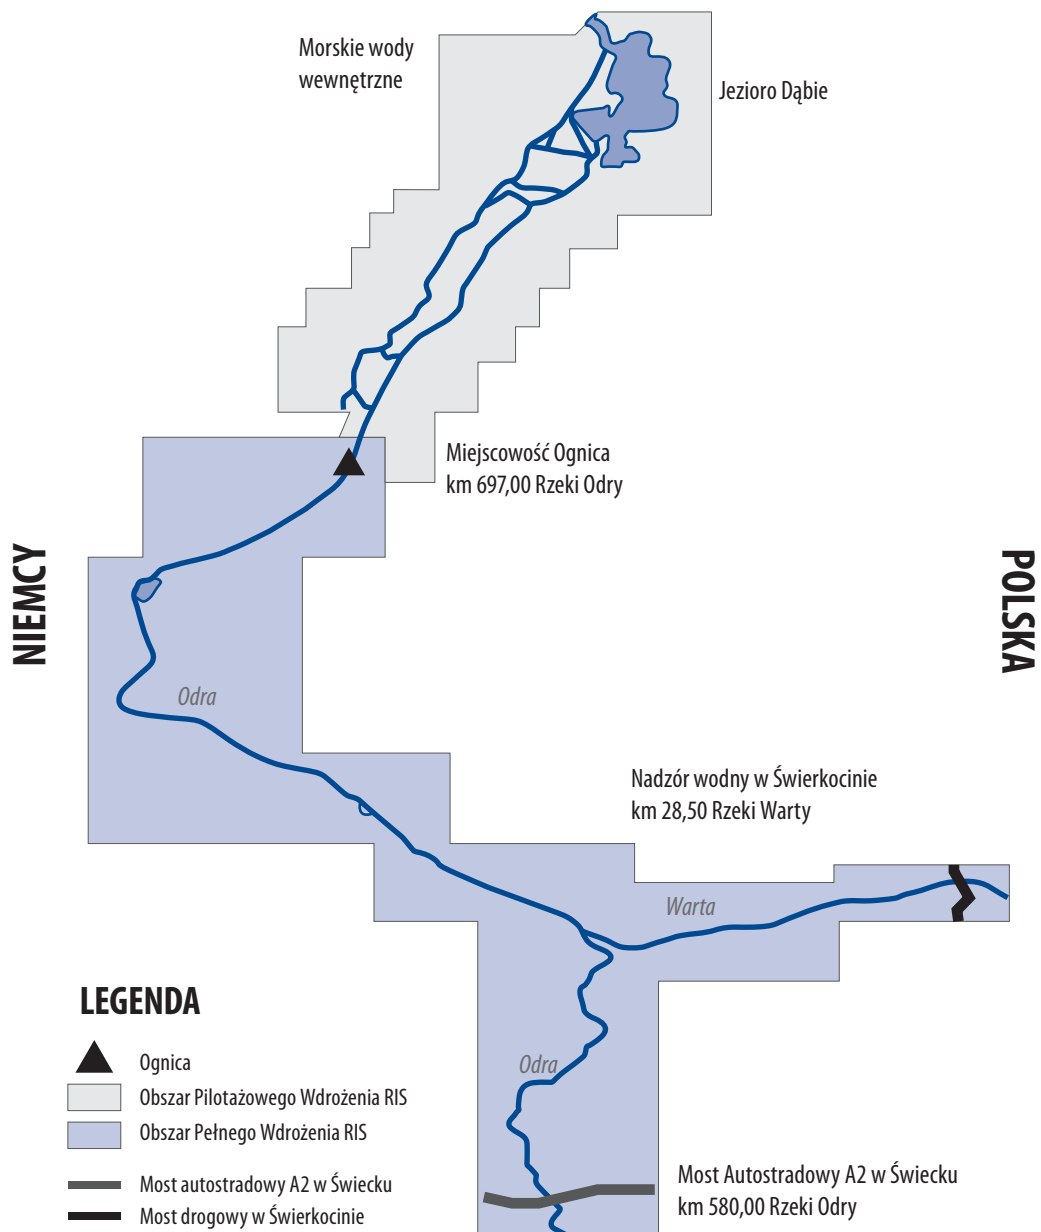 Morskie wody
wewnętrzne
Jezioro Dąbie
Miejscowość Ognica
km 697,00 Rzeki Odry
NIEMCY
POLSKA
Odra
Nadzór wodny w Świerkocinie
km 28,50 Rzeki Warty
Warta
Odra
LEGENDA
Ognica
Obszar Pilotażowego Wdrożenia RIS
Obszar Pełnego Wdrożenia RIS
Most autostradowy A2 w Świecku
Most drogowy w Świerkocinie
Most Autostradowy A2 w Świecku
km 580,00 Rzeki Odry